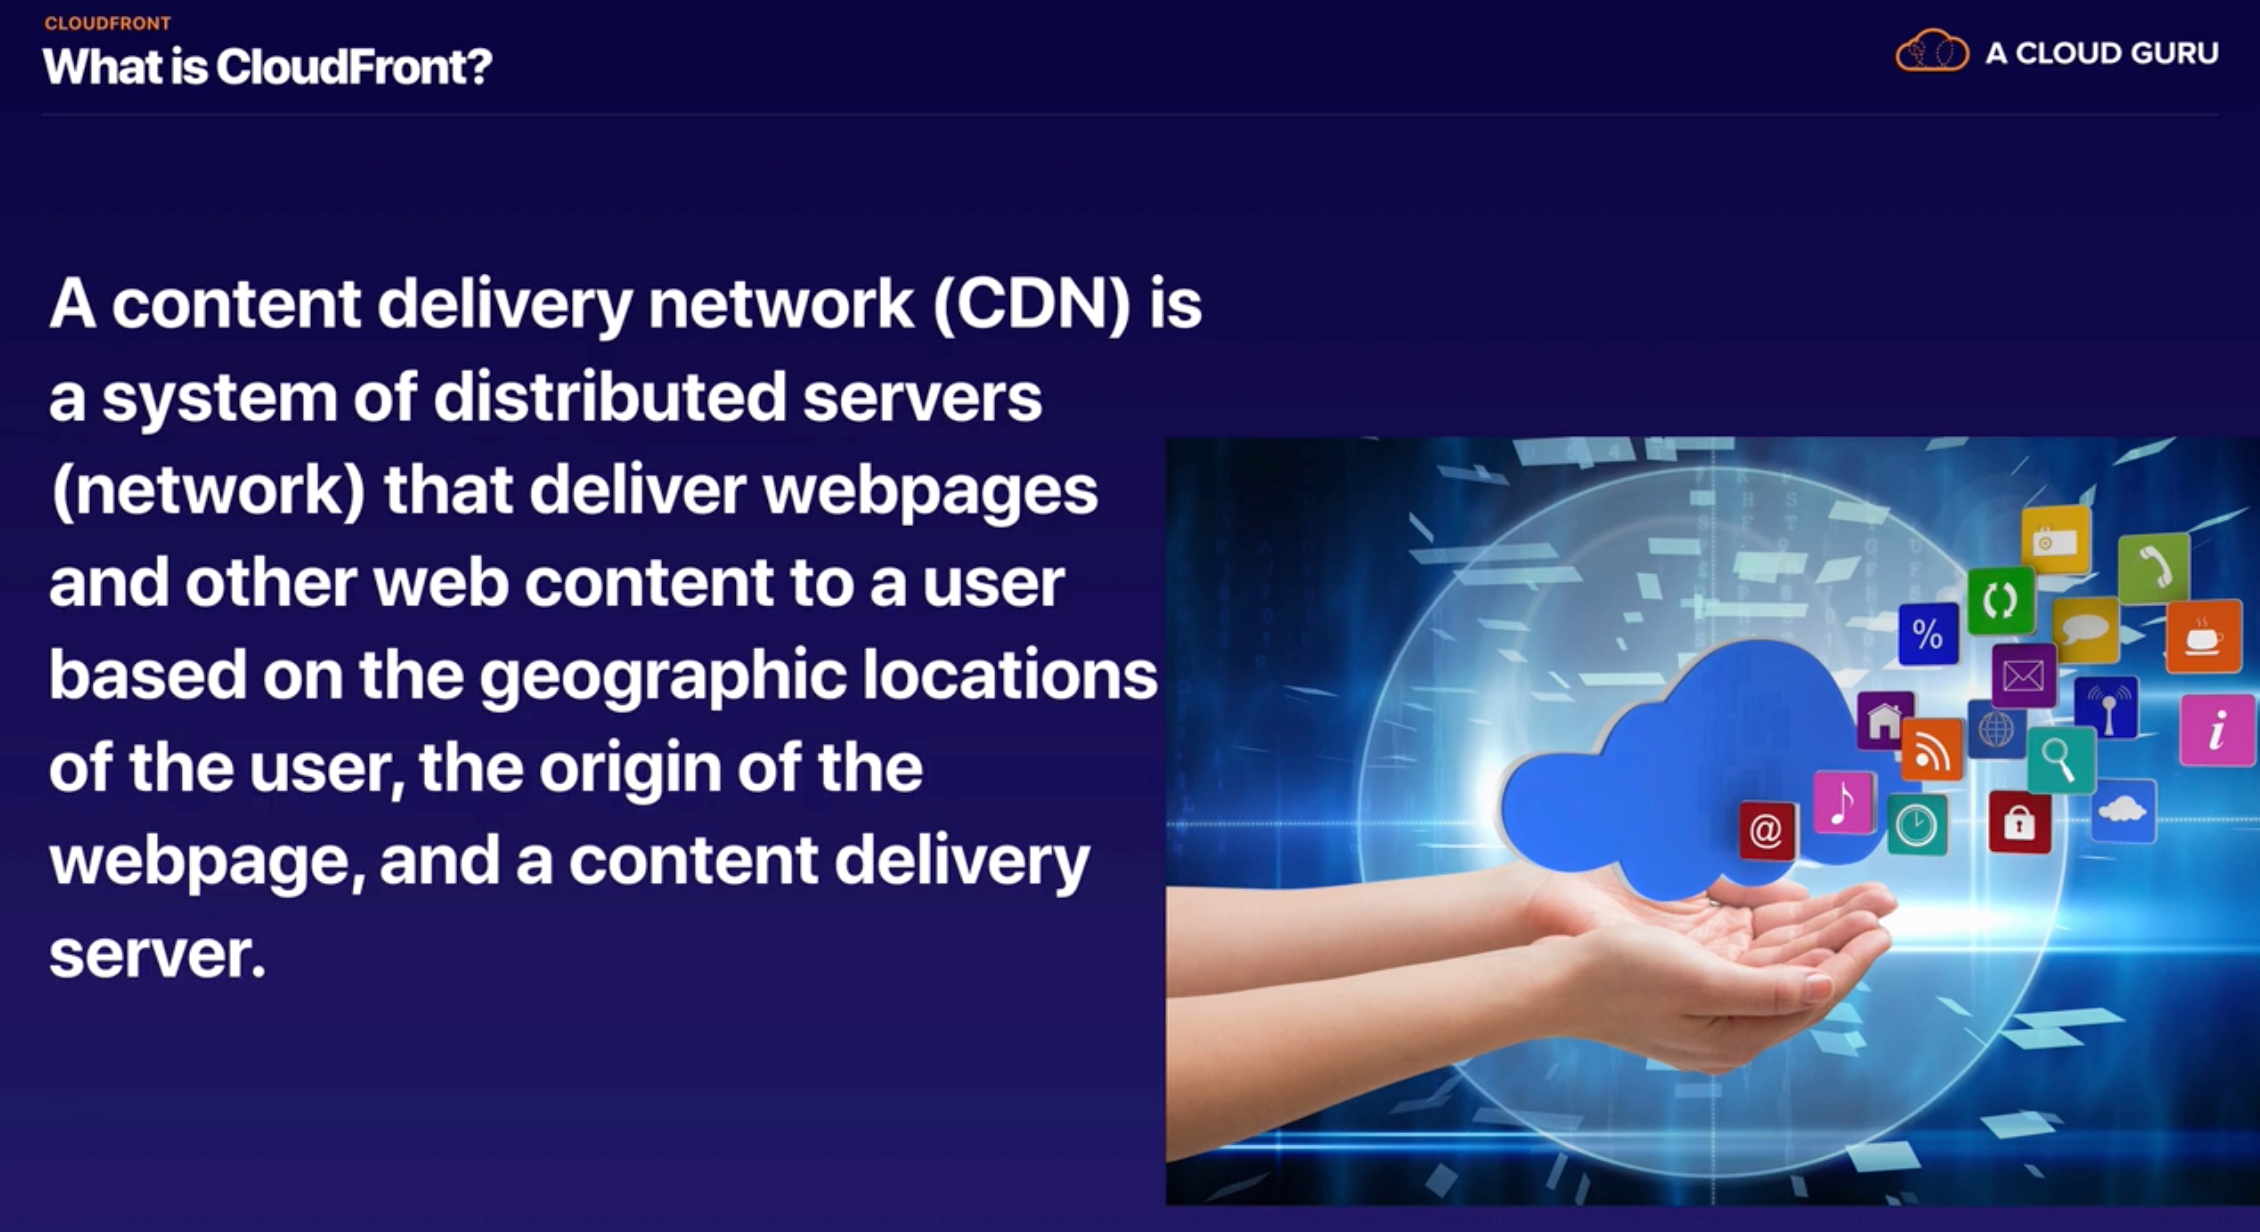 CLOUDFRONT
What is CloudFront?
A CLOUD GURU
A content delivery network (CDN) is
a system of distributed servers
(network) that deliver webpages
and other web content to a user
based on the geographic locations
of the user, the origin of the
webpage, and a content delivery
server.
%
i
@